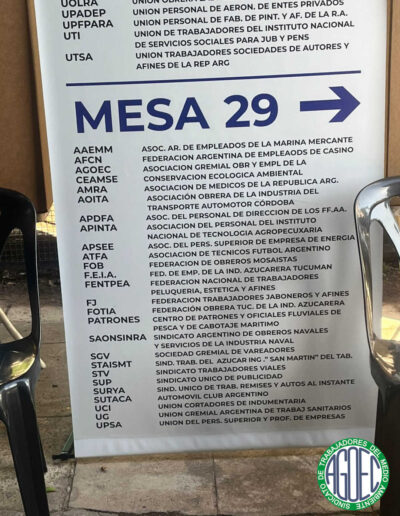 UOLRA UNION OBRERA
UPADEP UNION PERSONAL DE AERON. DE ENTES PRIVADOS
UPFPARA UNION PERSONAL DE FAB. DE PINT. Y AF. DE LA R.A.
UTI UNION DE TRABAJADORES DEL INSTITUTO NACIONAL
DE SERVICIOS SOCIALES PARA JUB Y PENS
UTSA UNION TRABAJADORES SOCIEDADES DE AUTORES Y
AFINES DE LA REP ARG
MESA 29
AAEMM ASOC. AR. DE EMPLEADOS DE LA MARINA MERCANTE
AFCN FEDERACION ARGENTINA DE EMPLEAODS DE CASINO
AGOEC ASOCIACION GREMIAL OBR Y EMPL DE LA
CEAMSE CONSERVACION ECOLOGICA AMBIENTAL
AMRA ASOCIACION DE MEDICOS DE LA REPUBLICA ARG.
AOITA ASOCIACIÓN OBRERA DE LA INDUSTRIA DEL
TRANSPORTE AUTOMOTOR CÓRDOBA
APDFA ASOC. DEL PERSONAL DE DIRECCION DE LOS FF.AA.
APINTA ASOCIACION DEL PERSONAL DEL INSTITUTO
NACIONAL DE TECNOLOGIA AGROPECUXARIA
APSEE ASOC. DEL PERS. SUPERIOR DE EMPRESA DE ENERGIA
ATFA ASOCIACION DE TECNICOS FUTBOL ARGENTINO
FOB FEDERACION DE OBREROS MOSAISTAS
F.E.I.A. FED. DE EMP. DE LA IND. AZUCARERA TUCUMAN
FENTPEA FEDERACION NACIONAL DE TRABAJADORES
PELUQUERIA, ESTETICA Y AFINES
FJ FEDERACION TRABAJADORES JABONEROS Y AFINES
FOTIA FEDERACIÓN OBRERA TUC. DE LA IND. AZUCARERA
PATRONES CENTRO DE PATRONES Y OFICIALES FLUVIALES DE
PESCA Y DE CABOTAJE MARITIMO
SAONSINRA SINDICATO ARGENTINO DE OBREROS NAVALES
Y SERVICIOS DE LA INDUSTRIA NAVAL
SGV SOCIEDAD GREMIAL DE VAREADORES
STAISMT SIND. TRAB. DEL AZUCAR ING ." SAN MARTIN" DEL TAB.
STV SINDICATO TRABAJADORES VIALES
SUP SINDICATO UNICO DE PUBLICIDAD
SURYA SIND. UNICO DE TRAB. REMISES Y AUTOS AL INSTANTE
SUTACA AUTOMOVIL CLUB ARGENTINO
UCI UNION CORTADORES DE INDUMENTARIA
UG UNION GREMIAL ARGENTINA DE TRABAJ SANITARIOS
UPSA UNION DEL PERS. SUPERIOR Y PROF. DE EMPRESAS
SINDICATO DE TRABAJADORES DEL MEDIO AMBIENTE
AGOEC